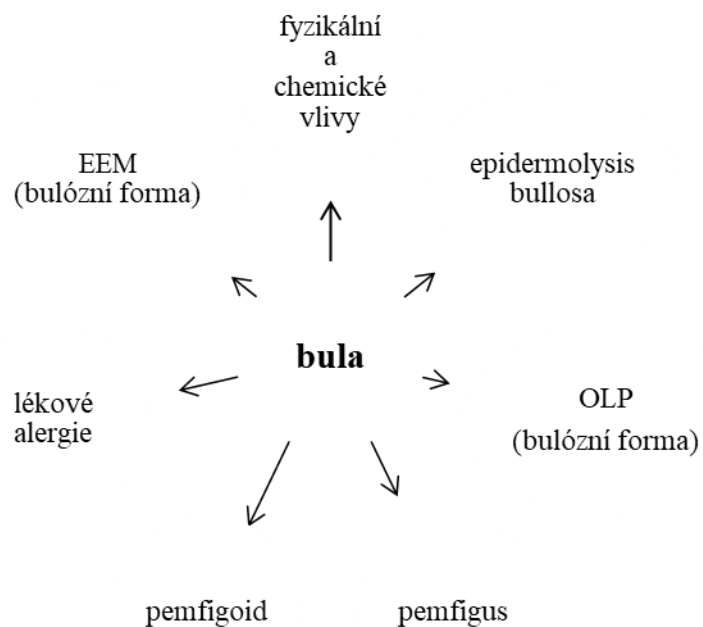 fyzikální
a
chemické
vlivy
EEM
(bulózní forma)
epidermolysis
bullosa
bula
lékové
alergie
OLP
(bulózní forma)
pemfigoid
pemfigus